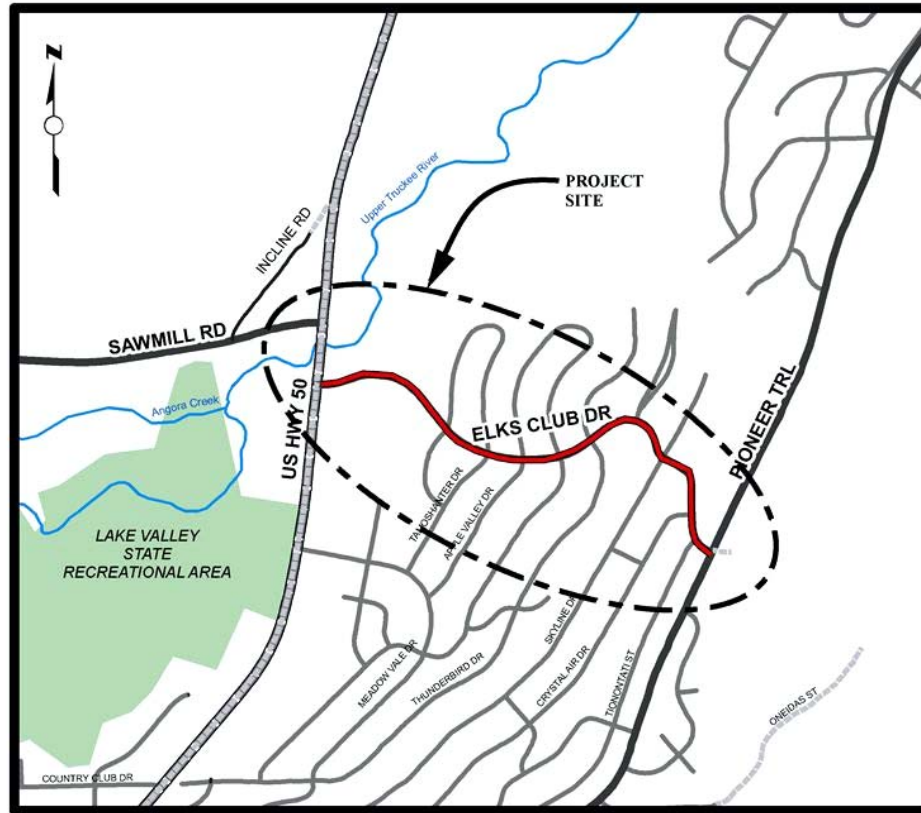 N
INCLINE RD
Upper Truckee River
PROJECT
SITE
SAWMILL RD
US HWY 50
Angora Creek
ELKS CLUB DR
PIONEER TRL
TAHOSHANTER DR
APPLE VALLEY DR
LAKE VALLEY
STATE
RECREATIONAL AREA
MEADOW VALE DR
THUNDERBIRD DR
SKYLINE DR
CRYSTAL AIR DR
TIONONTATI ST
ONEIDAS ST
COUNTRY CLUB DR